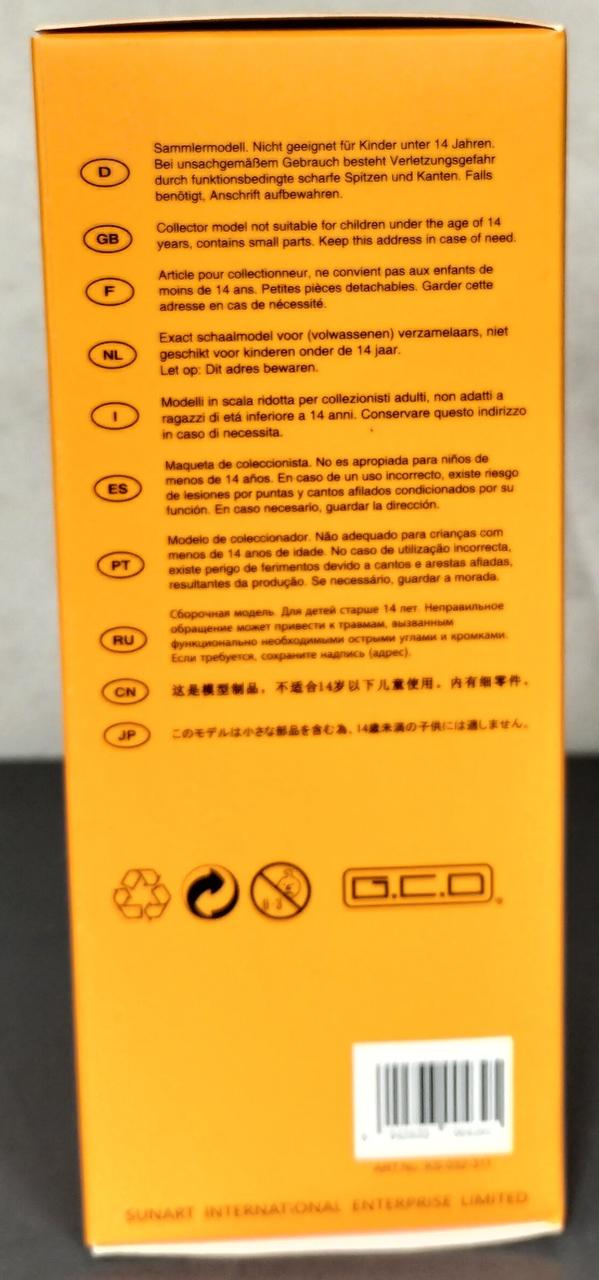 D
Sammlermodell. Nicht geeignet für Kinder unter 14 Jahren.
Bei unsachgemäßem Gebrauch besteht Verletzungsgefahr
durch funktionsbedingte scharfe Spitzen und Kanten. Falls
benötigt, Anschrift aufbewahren.
GB
Collector model not suitable for children under the age of 14
years, contains small parts. Keep this address in case of need.
F
Article pour collectionneur, ne convient pas aux enfants de
moins de 14 ans. Petites pièces detachables. Garder cette
adresse en cas de nécessité.
NL
Exact schaalmodel voor (volwassenen) verzamelaars, niet
geschikt voor kinderen onder de 14 jaar.
Let op: Dit adres bewaren.
I
Modelli in scala ridotta per collezionisti adulti, non adatti a
ragazzi di etá inferiore a 14 anni. Conservare questo indirizzo
in caso di necessita.
ES
Maqueta de coleccionista. No es apropiada para niños de
menos de 14 años. En caso de un uso incorrecto, existe riesgo
de lesiones por puntas y cantos afilados condicionados por su
función. En caso necesario, guardar la dirección.
PT
Modelo de coleccionador. Não adequado para crianças com
menos de 14 anos de idade. No caso de utilização incorrecta,
existe perigo de ferimentos devido a cantos e arestas afiadas,
resultantes da produção. Se necessário, guardar a morada.
RU
Сборочная модель. Для детей старше 14 лет. Неправильное
обращение может привести к травмам, вызванным
функционально необходимыми острыми углами и кромками.
Если требуется, сохраните надпись (адрес).
CN
这是模型制品。不适合14岁以下儿童使用。内有细零件。
JP
このモデルは小さな部品を含む為、14歳未満の子供には適しません。
0-3
G.C.D
ART.No.
SUNART INTERNATIONAL ENTERPRISE LIMITED